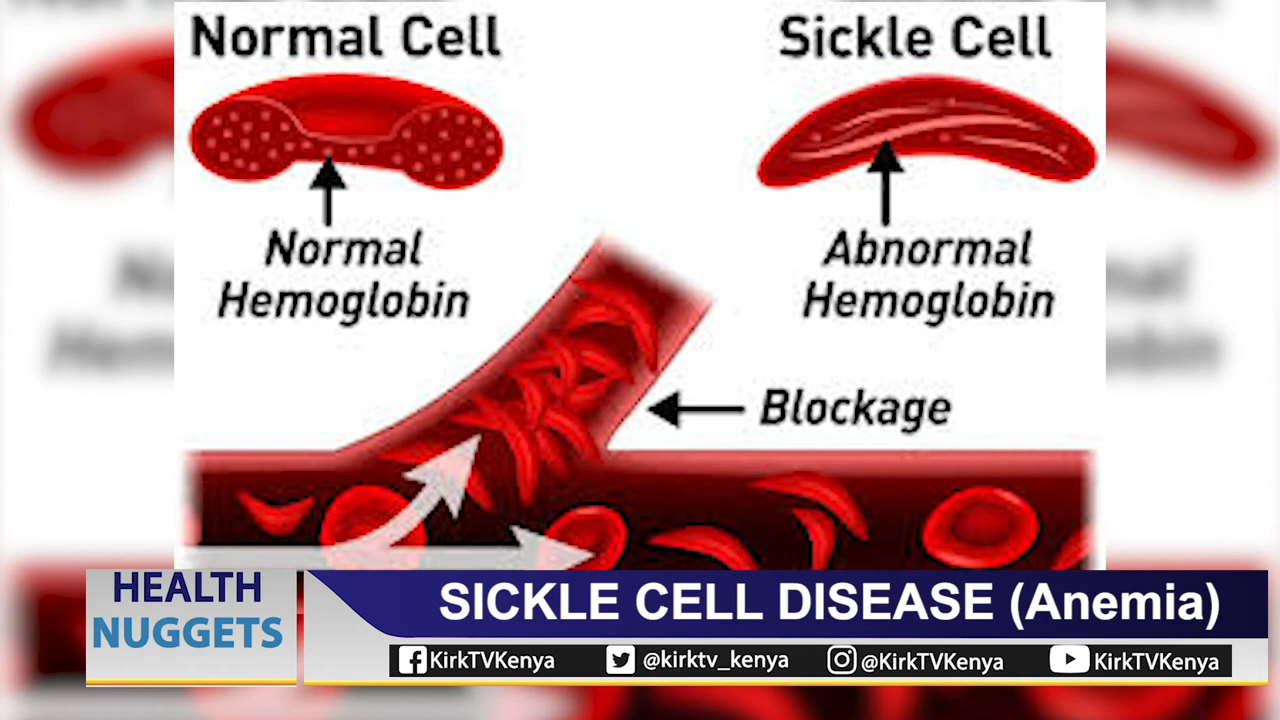 Normal Cell
Sickle Cell
Normal
Hemoglobin
Abnormal
Hemoglobin
Blockage
HEALTH
NUGGETS
SICKLE CELL DISEASE (Anemia)
KirkTVKenya
@kirktv_kenya
@KirkTVKenya
KirkTVKenya